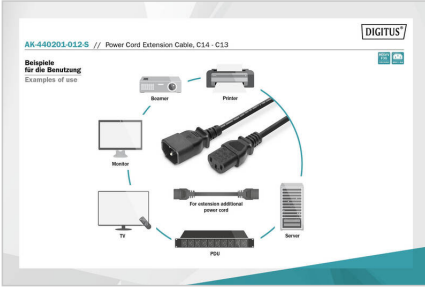 DIGITUS®
AK-440201-012-S // Power Cord Extension Cable, C14 - C13
Beispiele
für die Benutzung
Examples of use
Beamer
Printer
Monitor
For extension additional
power cord
TV
Server
PDU